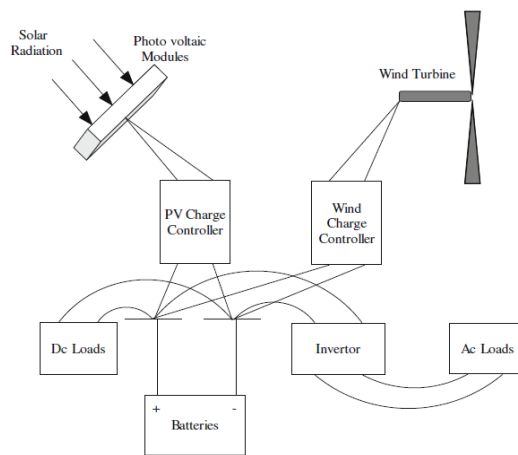 Solar
Radiation
Photo voltaic
Modules
Wind Turbine
PV Charge
Controller
Wind
Charge
Controller
Dc Loads
Invertor
Ac Loads
+ -
Batteries